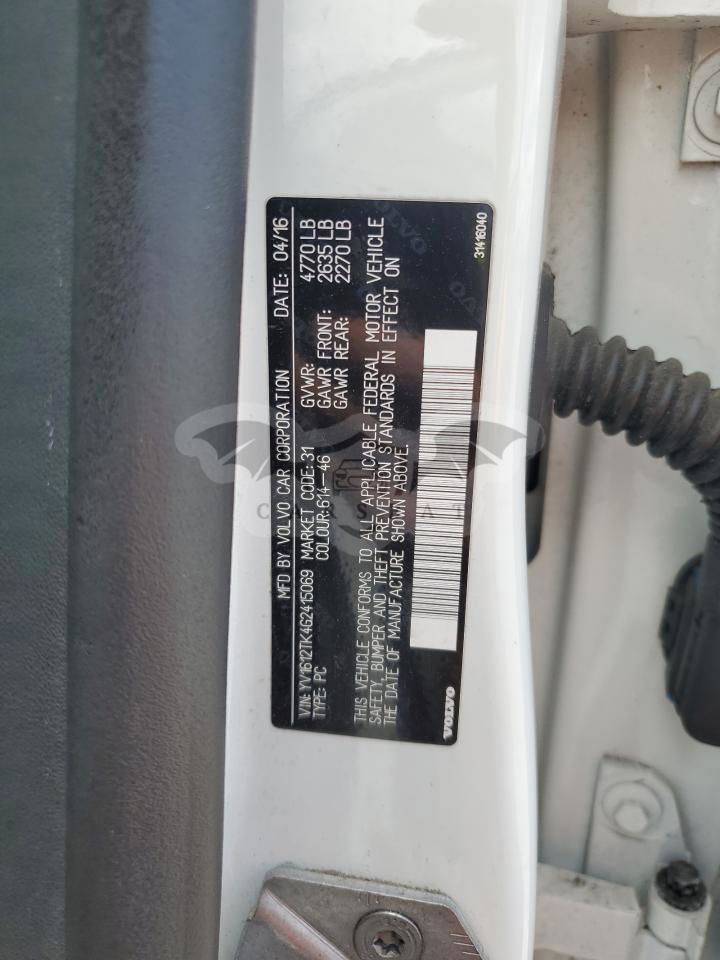 MFD BY VOLVO CAR CORPORATION DATE: 04/16
VIN: YV1612TK4G2415069 MARKET CODE: 31 GVWR: 4770 LB
TYPE: PC COLOUR: 614-46 GAWR FRONT: 2635 LB
GAWR REAR: 2270 LB
THIS VEHICLE CONFORMS TO ALL APPLICABLE FEDERAL MOTOR VEHICLE
SAFETY, BUMPER AND THEFT PREVENTION STANDARDS IN EFFECT ON
THE DATE OF MANUFACTURE SHOWN ABOVE.
VOLVO
31416040